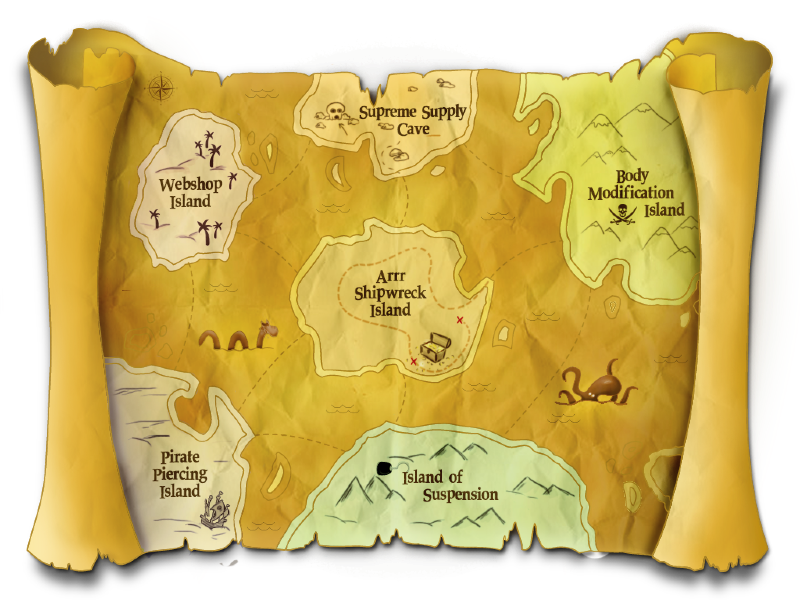 Supreme Supply
Cave
Webshop
Island
Body
Modification
Island
Arrr
Shipwreck
Island
Pirate
Piercing
Island
Island of
Suspension